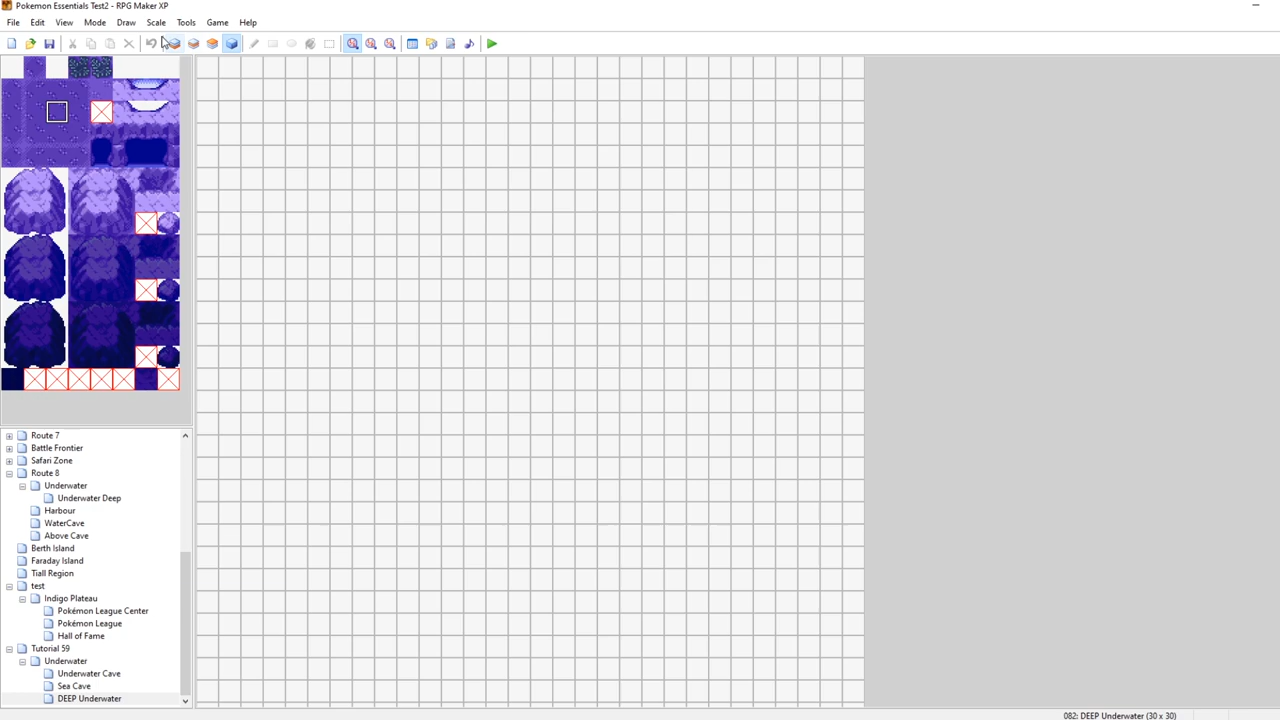 Pokemon Essentials Test2 - RPG Maker XP
File Edit View Mode Draw Scale Tools Game Help
Route 7
Battle Frontier
Safari Zone
Route 8
Underwater
Underwater Deep
Harbour
WaterCave
Above Cave
Berth Island
Faraday Island
Tiall Region
test
Indigo Plateau
Pokémon League Center
Pokémon League
Hall of Fame
Tutorial 59
Underwater
Underwater Cave
Sea Cave
DEEP Underwater
082: DEEP Underwater (30 x 30)